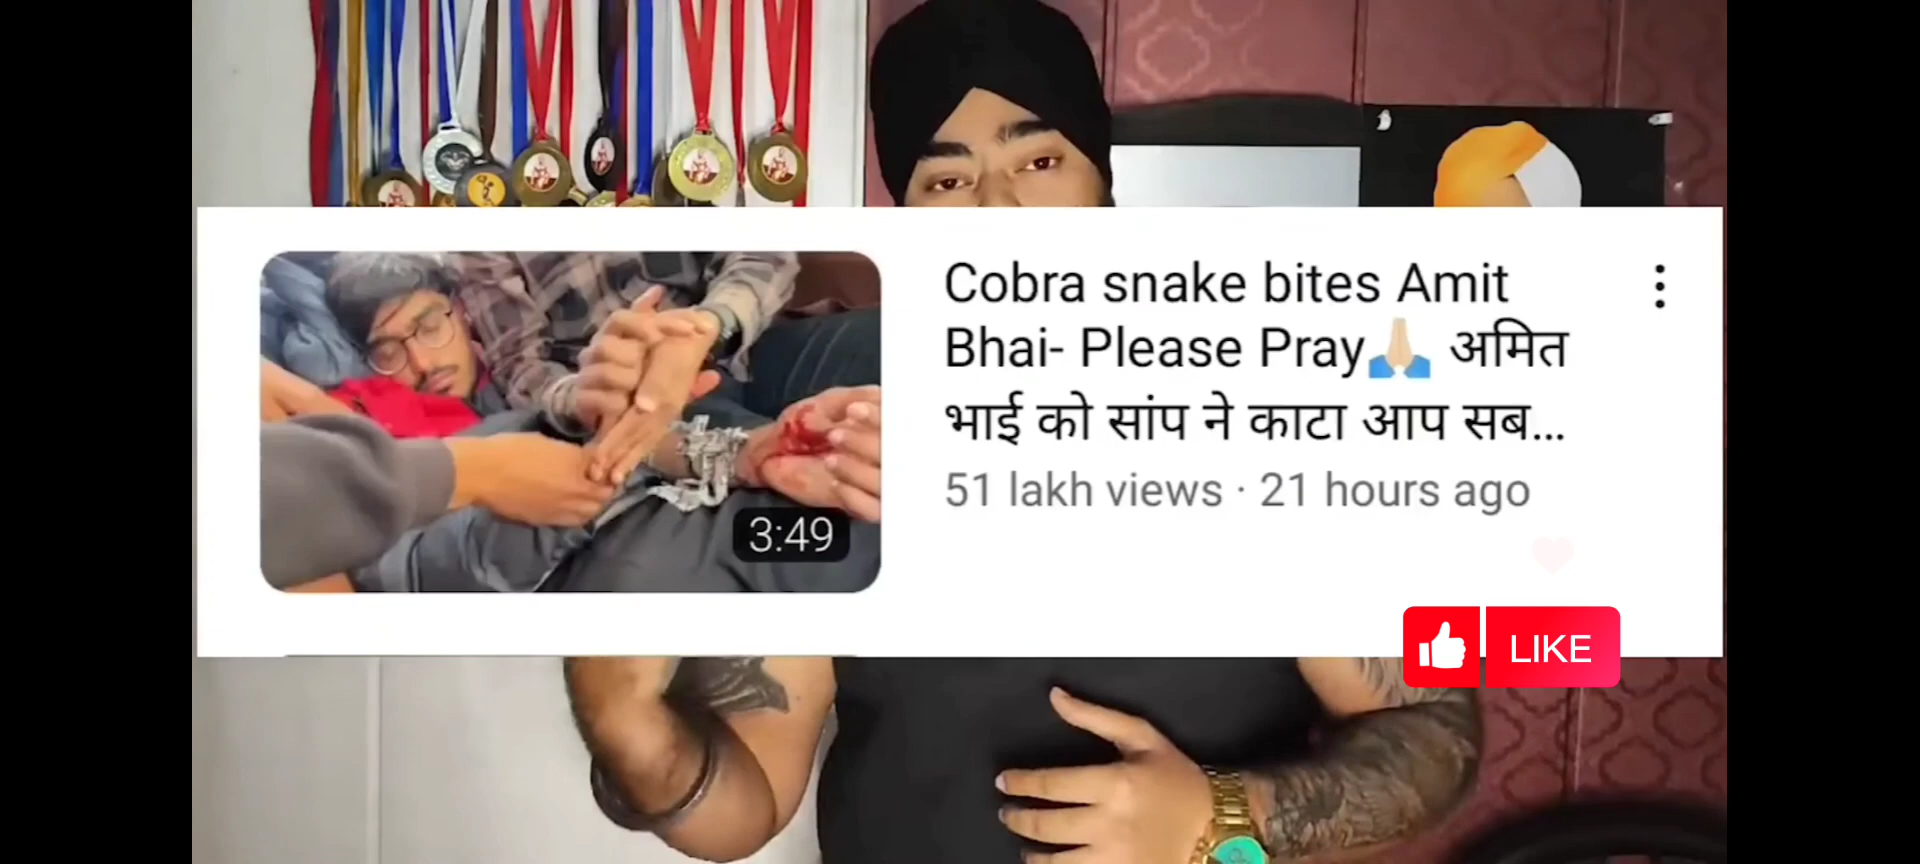 Cobra snake bites Amit
Bhai- Please Pray🙏🏻 अमित
भाई को सांप ने काटा आप सब...
51 lakh views · 21 hours ago
3:49
LIKE